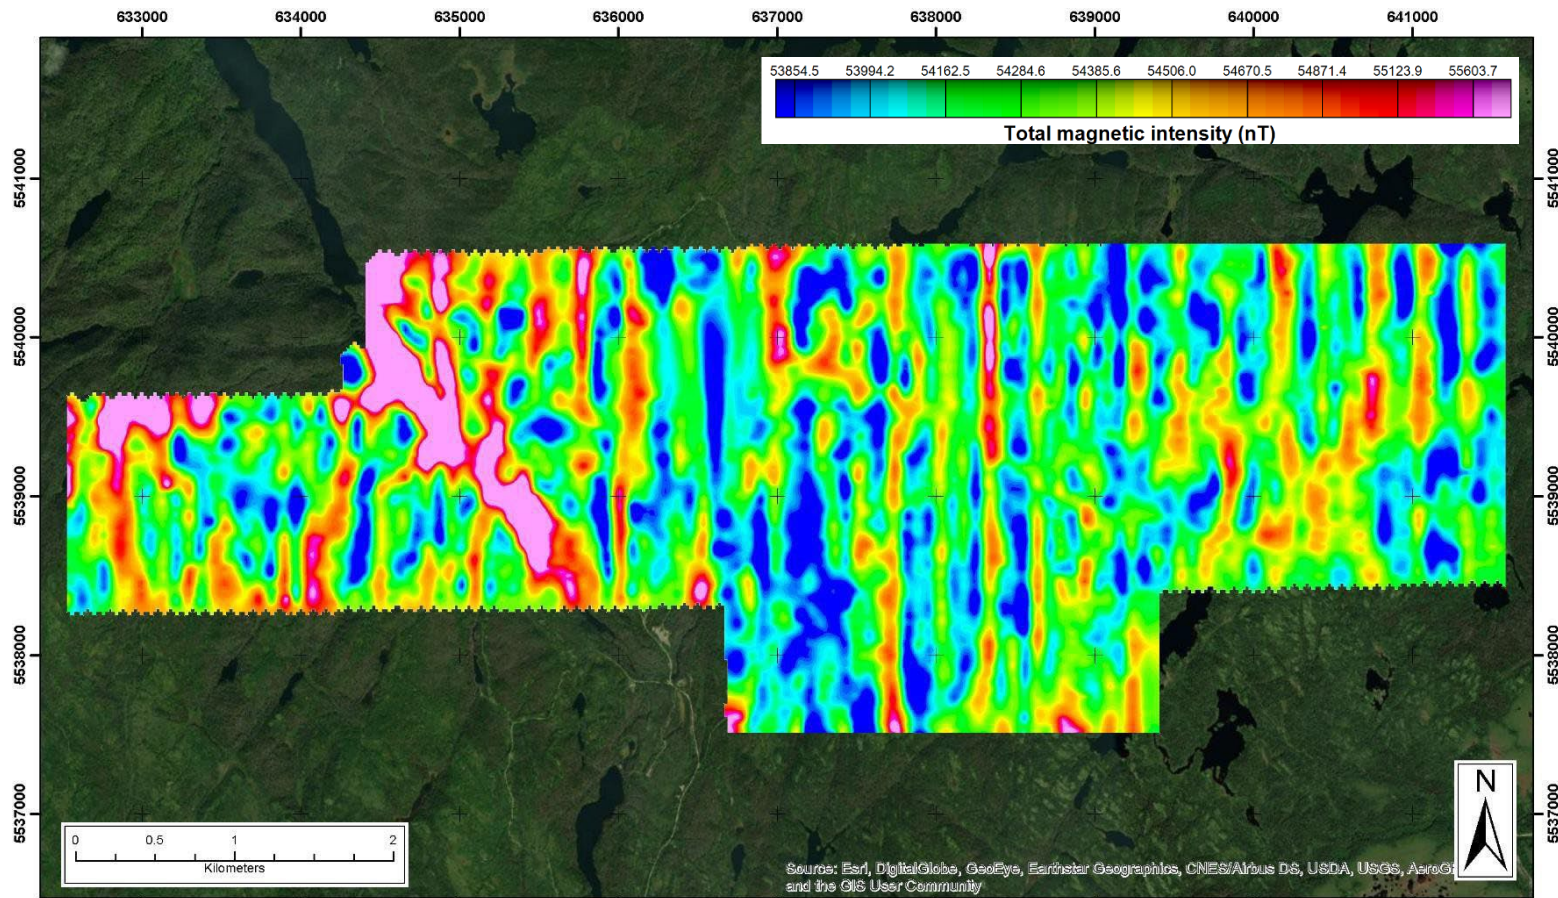 633000 634000 635000 636000 637000 638000 639000 640000 641000
53854.5 53994.2 54162.5 54284.6 54385.6 54506.0 54670.5 54871.4 55123.9 55603.7
Total magnetic intensity (nT)
5541000 5541000
5540000 5540000
5539000 5539000
5538000 5538000
5537000 5537000
N
0 0.5 1 2
Kilometers
Source: Esri, DigitalGlobe, GeoEye, Earthstar Geographics, CNES/Airbus DS, USDA, USGS,
and the GIS User Community